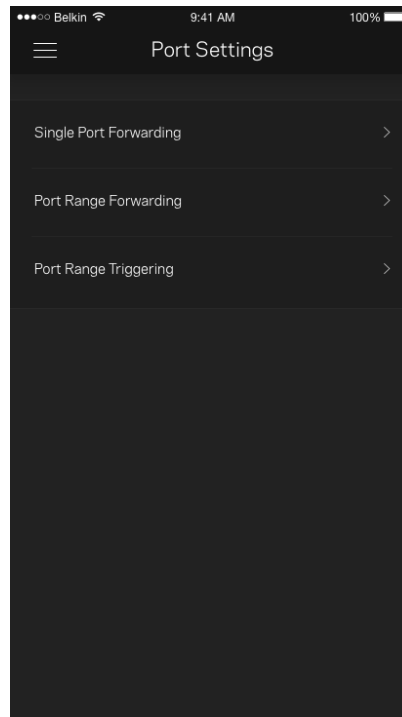 Belkin 9:41 AM 100%
Port Settings
Single Port Forwarding
Port Range Forwarding
Port Range Triggering